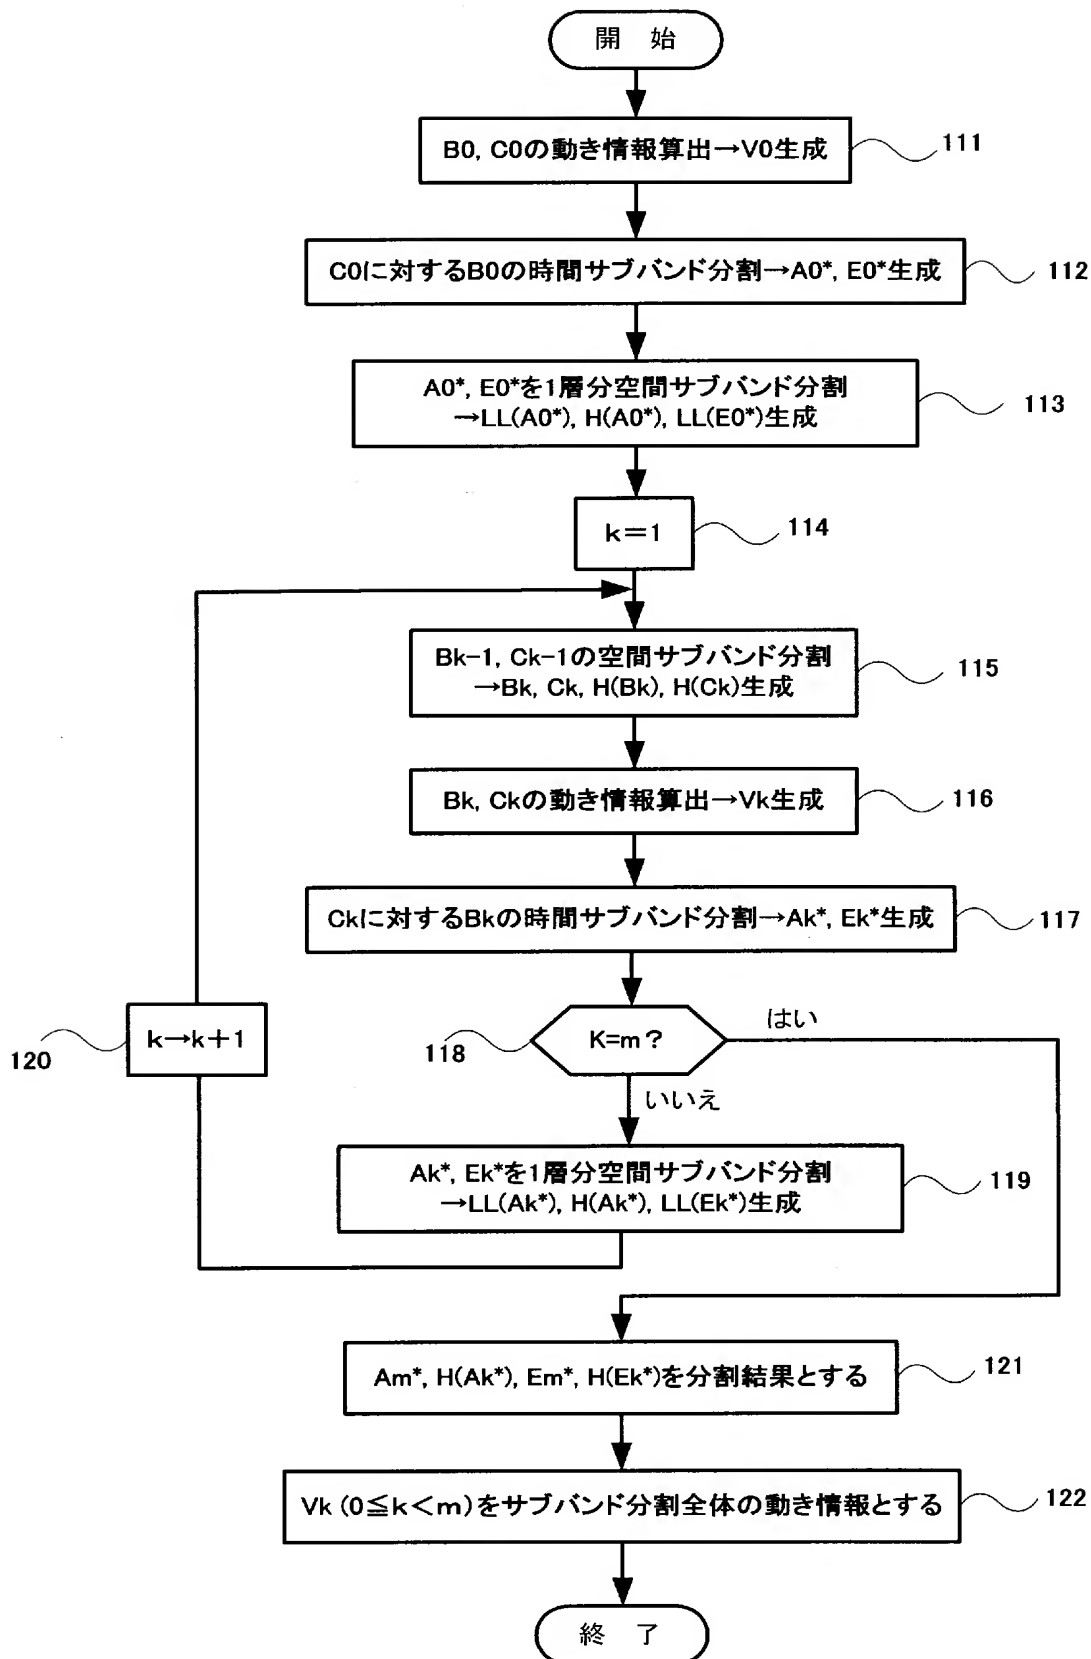 開 始
B0, C0の動き情報算出→V0生成
111
C0に対するB0の時間サブバンド分割→A0*, E0*生成
112
A0*, E0*を1層分空間サブバンド分割
→LL(A0*), H(A0*), LL(E0*)生成
113
k＝1
114
Bk-1, Ck-1の空間サブバンド分割
→Bk, Ck, H(Bk), H(Ck)生成
115
Bk, Ckの動き情報算出→Vk生成
116
Ckに対するBkの時間サブバンド分割→Ak*, Ek*生成
117
K=m？
118
はい
いいえ
k→k＋1
120
Ak*, Ek*を1層分空間サブバンド分割
→LL(Ak*), H(Ak*), LL(Ek*)生成
119
Am*, H(Ak*), Em*, H(Ek*)を分割結果とする
121
Vk (0≦k＜m)をサブバンド分割全体の動き情報とする
122
終 了